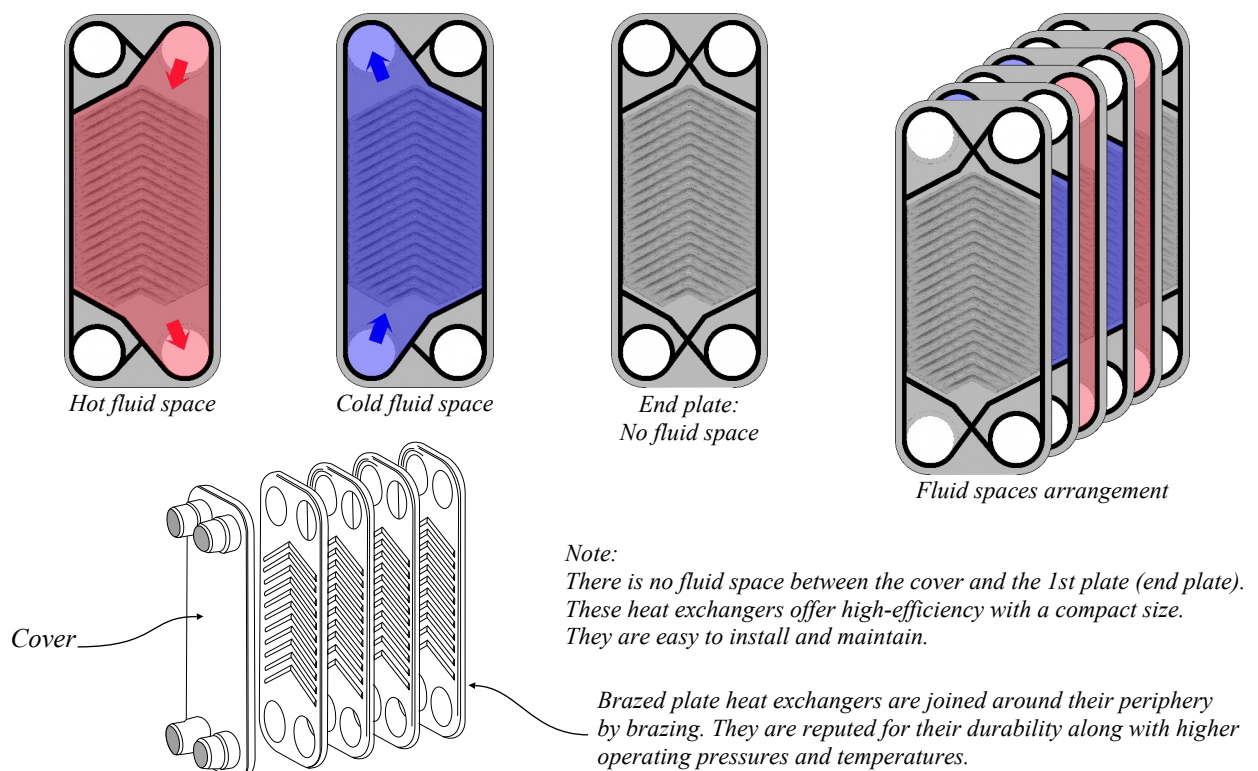 Hot fluid space
Cold fluid space
End plate:
No fluid space
Fluid spaces arrangement
Cover
Note:
There is no fluid space between the cover and the 1st plate (end plate).
These heat exchangers offer high-efficiency with a compact size.
They are easy to install and maintain.
Brazed plate heat exchangers are joined around their periphery
by brazing. They are reputed for their durability along with higher
operating pressures and temperatures.